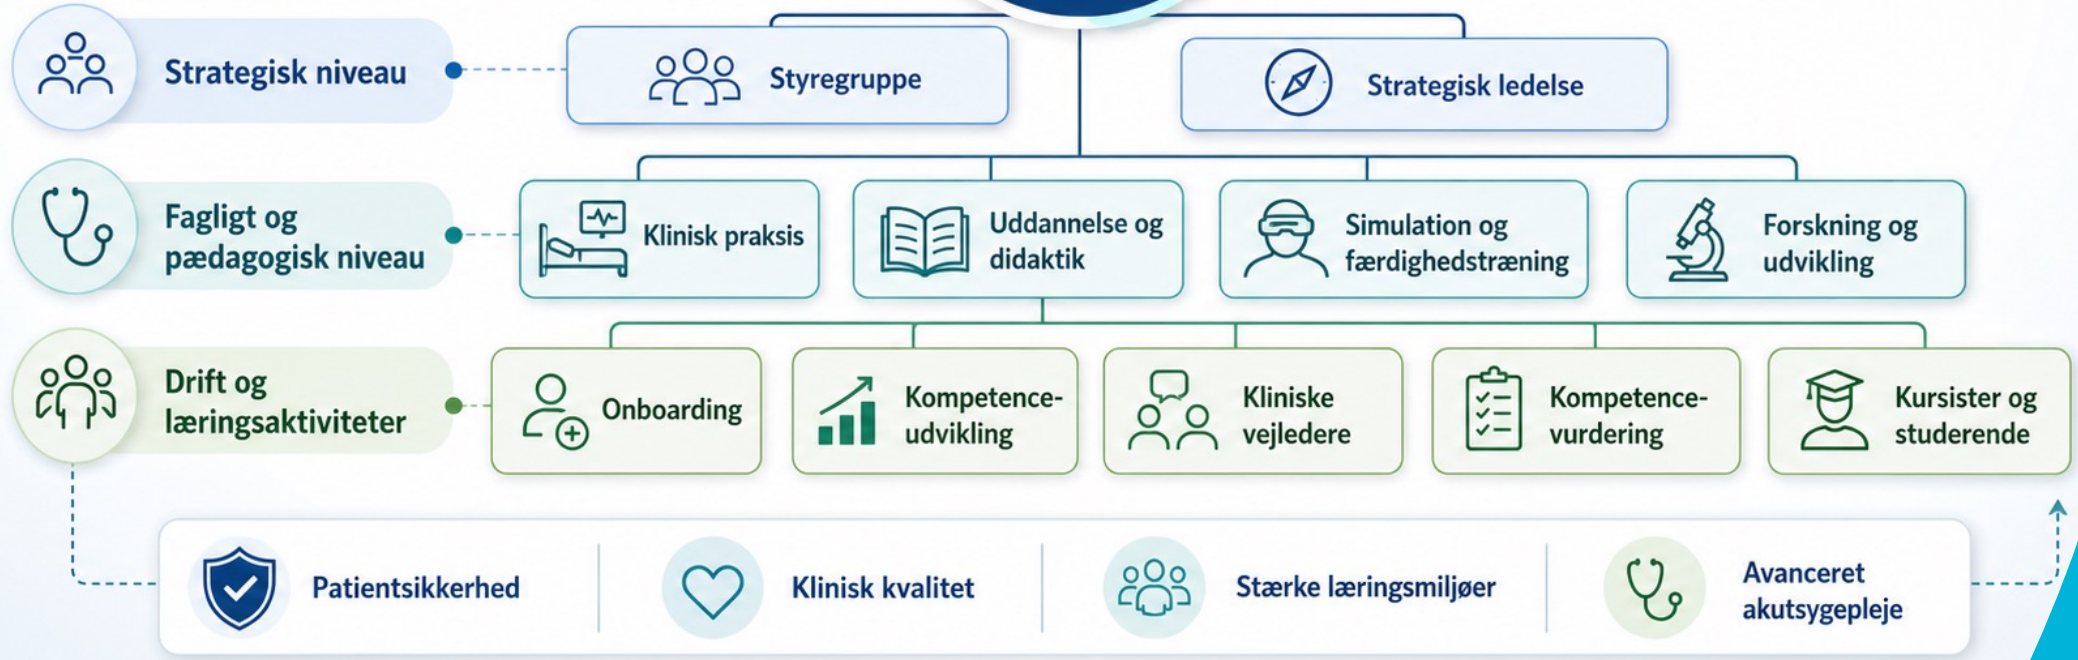 Strategisk niveau
Styregruppe
Strategisk ledelse
Fagligt og
pædagogisk niveau
Klinisk praksis
Uddannelse og
didaktik
Simulation og
færdighedstræning
Forskning og
udvikling
Drift og
læringsaktiviteter
Onboarding
Kompetence-
udvikling
Kliniske
vejledere
Kompetence-
vurdering
Kursister og
studerende
Patientsikkerhed
Klinisk kvalitet
Stærke læringsmiljøer
Avanceret
akutsygepleje